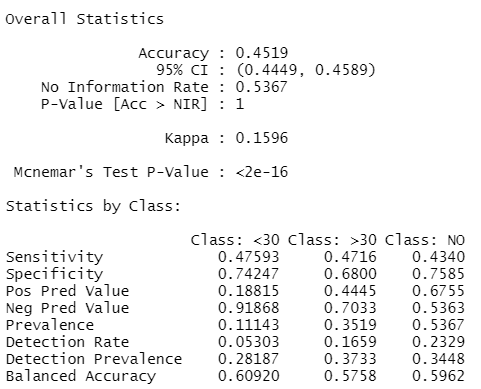 Overall Statistics
Accuracy : 0.4519
95% CI : (0.4449, 0.4589)
No Information Rate : 0.5367
P-Value [Acc > NIR] : 1
Kappa : 0.1596
Mcnemar's Test P-Value : <2e-16
Statistics by Class:
Class: <30 Class: >30 Class: NO
Sensitivity 0.47593 0.4716 0.4340
Specificity 0.74247 0.6800 0.7585
Pos Pred Value 0.18815 0.4445 0.6755
Neg Pred Value 0.91868 0.7033 0.5363
Prevalence 0.11143 0.3519 0.5367
Detection Rate 0.05303 0.1659 0.2329
Detection Prevalence 0.28187 0.3733 0.3448
Balanced Accuracy 0.60920 0.5758 0.5962